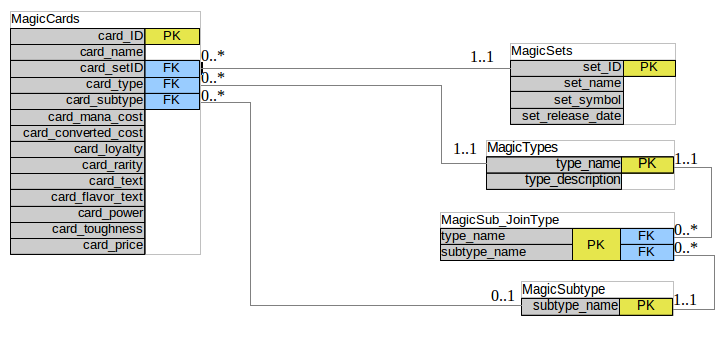 MagicCards
card_ID PK
card_name
card_setID FK 0..*
card_type FK 0..*
card_subtype FK 0..*
card_mana_cost
card_converted_cost
card_loyalty
card_rarity
card_text
card_flavor_text
card_power
card_toughness
card_price
1..1 MagicSets
set_ID PK
set_name
set_symbol
set_release_date
1..1 MagicTypes
type_name PK 1..1
type_description
MagicSub_JoinType
type_name PK FK 0..*
subtype_name FK 0..*
0..1 MagicSubtype
subtype_name PK 1..1